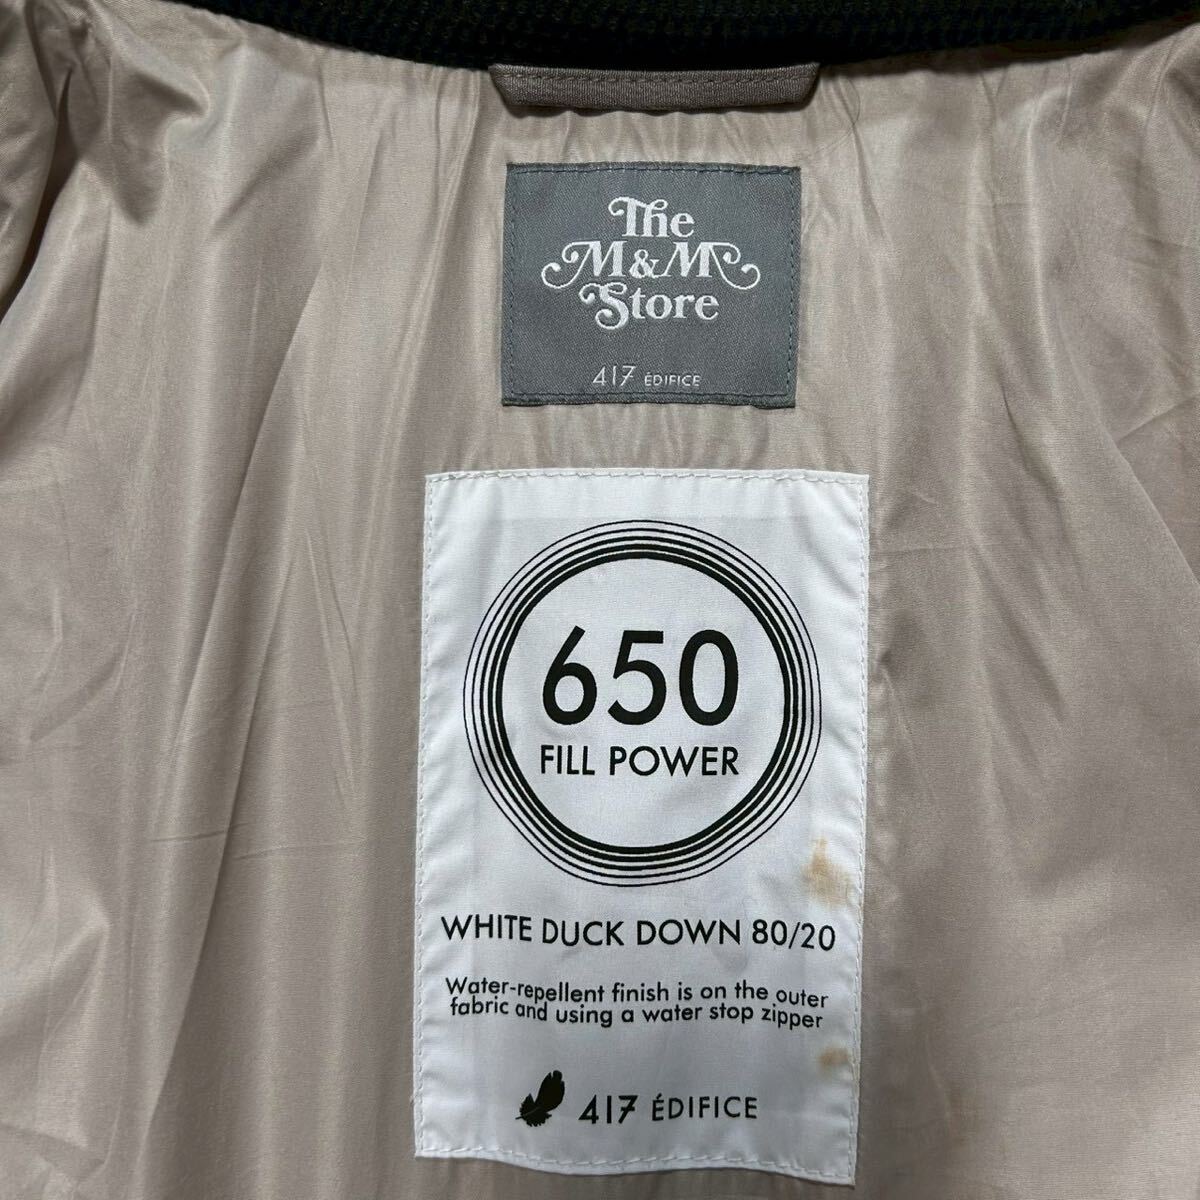 The
M&M
Store
417 ÉDIFICE
650
FILL POWER
WHITE DUCK DOWN 80/20
Water-repellent finish is on the outer
fabric and using a water stop zipper
417 ÉDIFICE